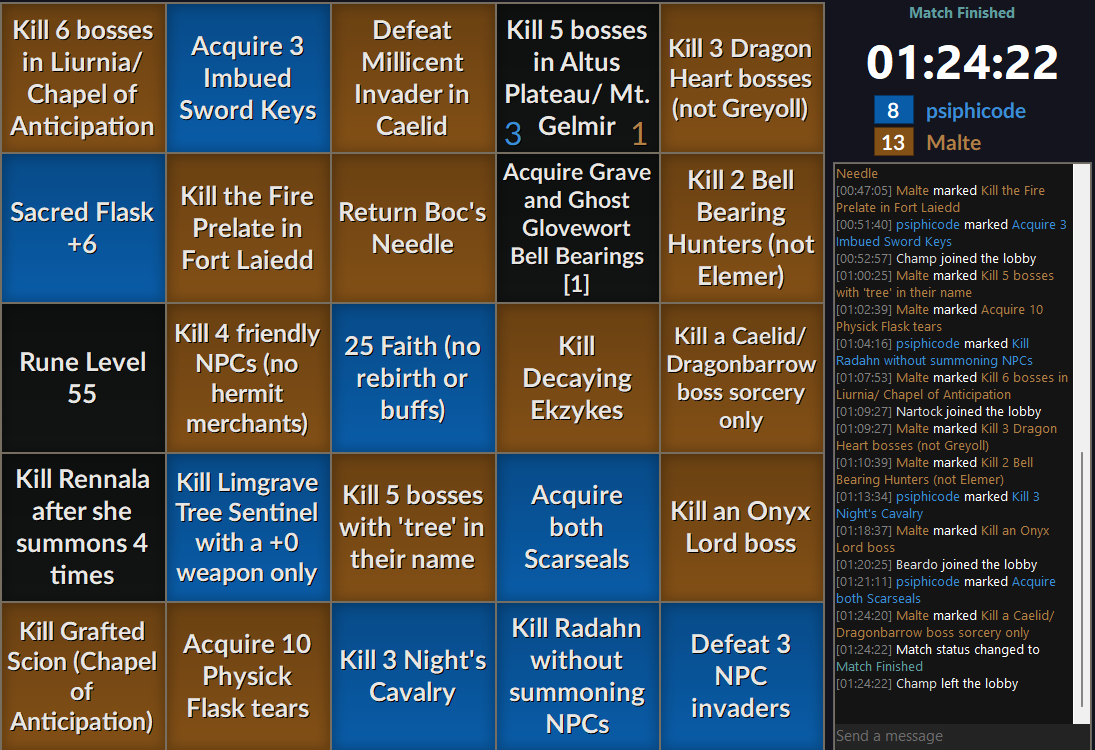 Kill 6 bosses
in Liurnia/
Chapel of
Anticipation
Acquire 3
Imbued
Sword Keys
Defeat
Millicent
Invader in
Caelid
Kill 5 bosses
in Altus
Plateau/ Mt.
Gelmir
3
1
Kill 3 Dragon
Heart bosses
(not Greyoll)
Sacred Flask
+6
Kill the Fire
Prelate in
Fort Laiedd
Return Boc's
Needle
Acquire Grave
and Ghost
Glovewort
Bell Bearings
[1]
Kill 2 Bell
Bearing
Hunters (not
Elemer)
Rune Level
55
Kill 4 friendly
NPCs (no
hermit
merchants)
25 Faith (no
rebirth or
buffs)
Kill
Decaying
Ekzykes
Kill a Caelid/
Dragonbarrow
boss sorcery
only
Kill Rennala
after she
summons 4
times
Kill Limgrave
Tree Sentinel
with a +0
weapon only
Kill 5 bosses
with 'tree' in
their name
Acquire
both
Scarseals
Kill an Onyx
Lord boss
Kill Grafted
Scion (Chapel
of
Anticipation)
Acquire 10
Physick
Flask tears
Kill 3 Night's
Cavalry
Kill Radahn
without
summoning
NPCs
Defeat 3
NPC
invaders
Match Finished
01:24:22
8 psiphicode
13 Malte
Needle
[00:47:05] Malte marked Kill the Fire
Prelate in Fort Laiedd
[00:51:40] psiphicode marked Acquire 3
Imbued Sword Keys
[00:52:57] Champ joined the lobby
[01:00:25] Malte marked Kill 5 bosses
with 'tree' in their name
[01:02:39] Malte marked Acquire 10
Physick Flask tears
[01:04:16] psiphicode marked Kill
Radahn without summoning NPCs
[01:07:53] Malte marked Kill 6 bosses in
Liurnia/ Chapel of Anticipation
[01:09:27] Nartock joined the lobby
[01:09:27] Malte marked Kill 3 Dragon
Heart bosses (not Greyoll)
[01:10:39] Malte marked Kill 2 Bell
Bearing Hunters (not Elemer)
[01:13:34] psiphicode marked Kill 3
Night's Cavalry
[01:18:37] Malte marked Kill an Onyx
Lord boss
[01:20:25] Beardo joined the lobby
[01:21:11] psiphicode marked Acquire
both Scarseals
[01:24:20] Malte marked Kill a Caelid/
Dragonbarrow boss sorcery only
[01:24:22] Match status changed to
Match Finished
[01:24:22] Champ left the lobby
Send a message